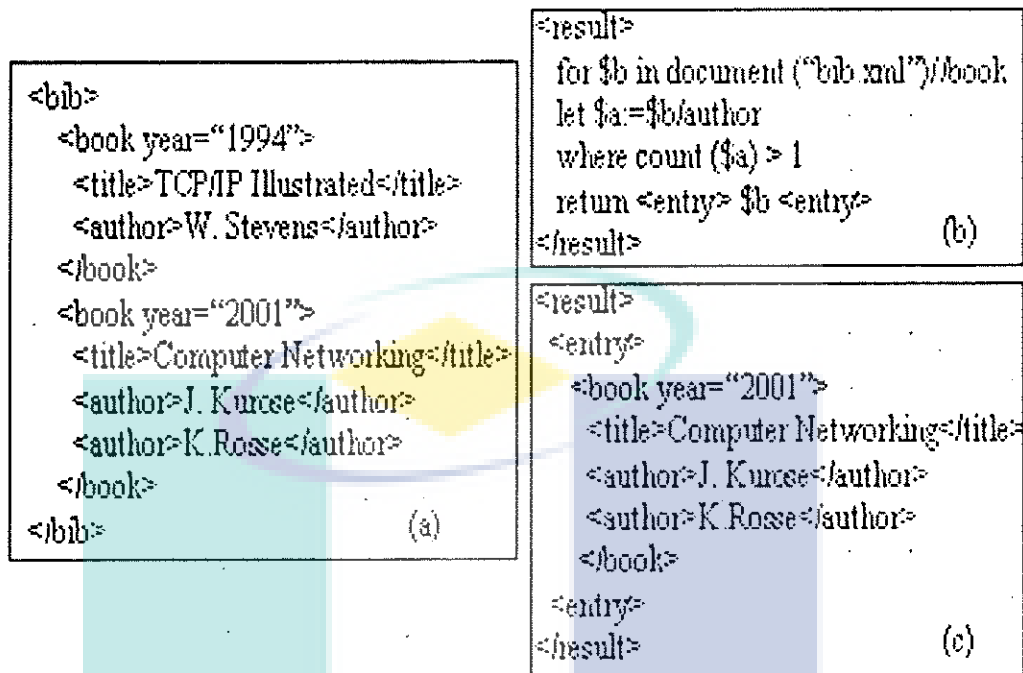 <bib>
<book year="1994">
<title>TCP/IP Illustrated</title>
<author>W. Stevens</author>
</book>
<book year="2001">
<title>Computer Networking</title>
<author>J. Kurose</author>
<author>K.Rosse</author>
</book>
</bib>
(a)
<result>
for $b in document ("bib.xml")//book
let $a:=$b/author
where count ($a) > 1
return <entry> $b <entry>
</result>
(b)
<result>
<entry>
<book year="2001">
<title>Computer Networking</title>
<author>J. Kurose</author>
<author>K.Rosse</author>
</book>
<entry>
</result>
(c)